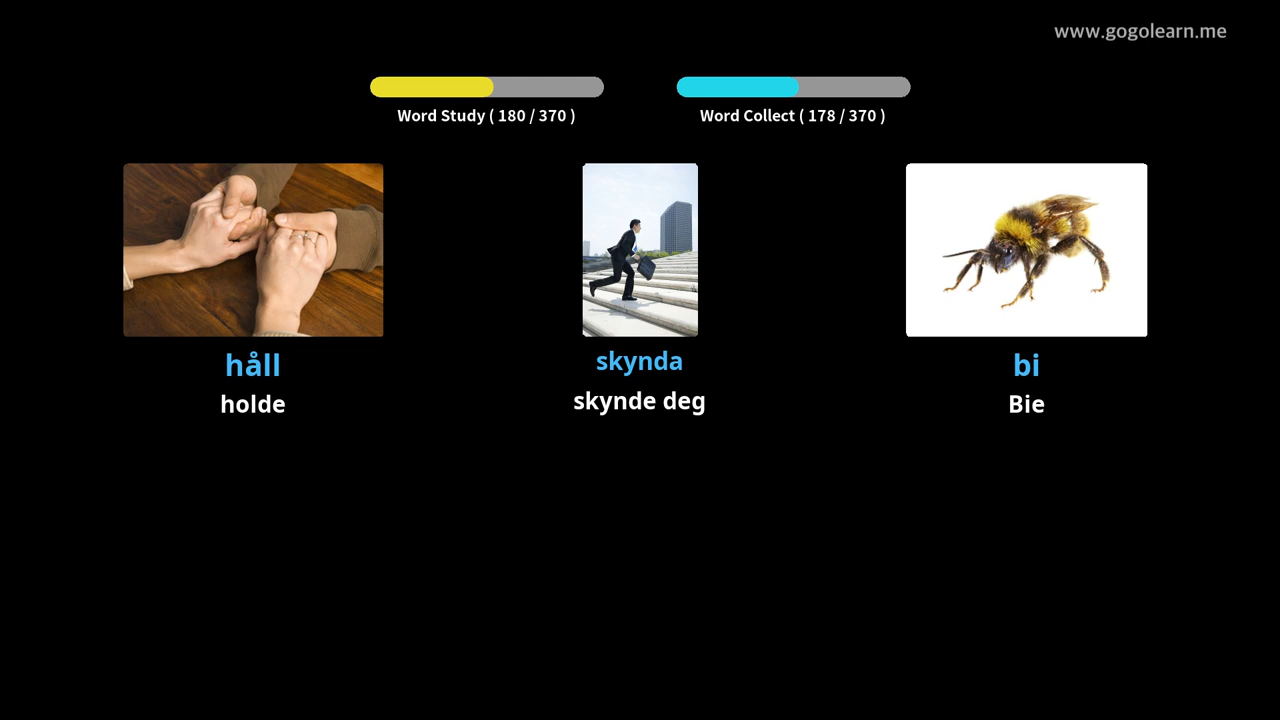 www.gogolearn.me
Word Study ( 180 / 370 )
Word Collect ( 178 / 370 )
håll
holde
skynda
skynde deg
bi
Bie